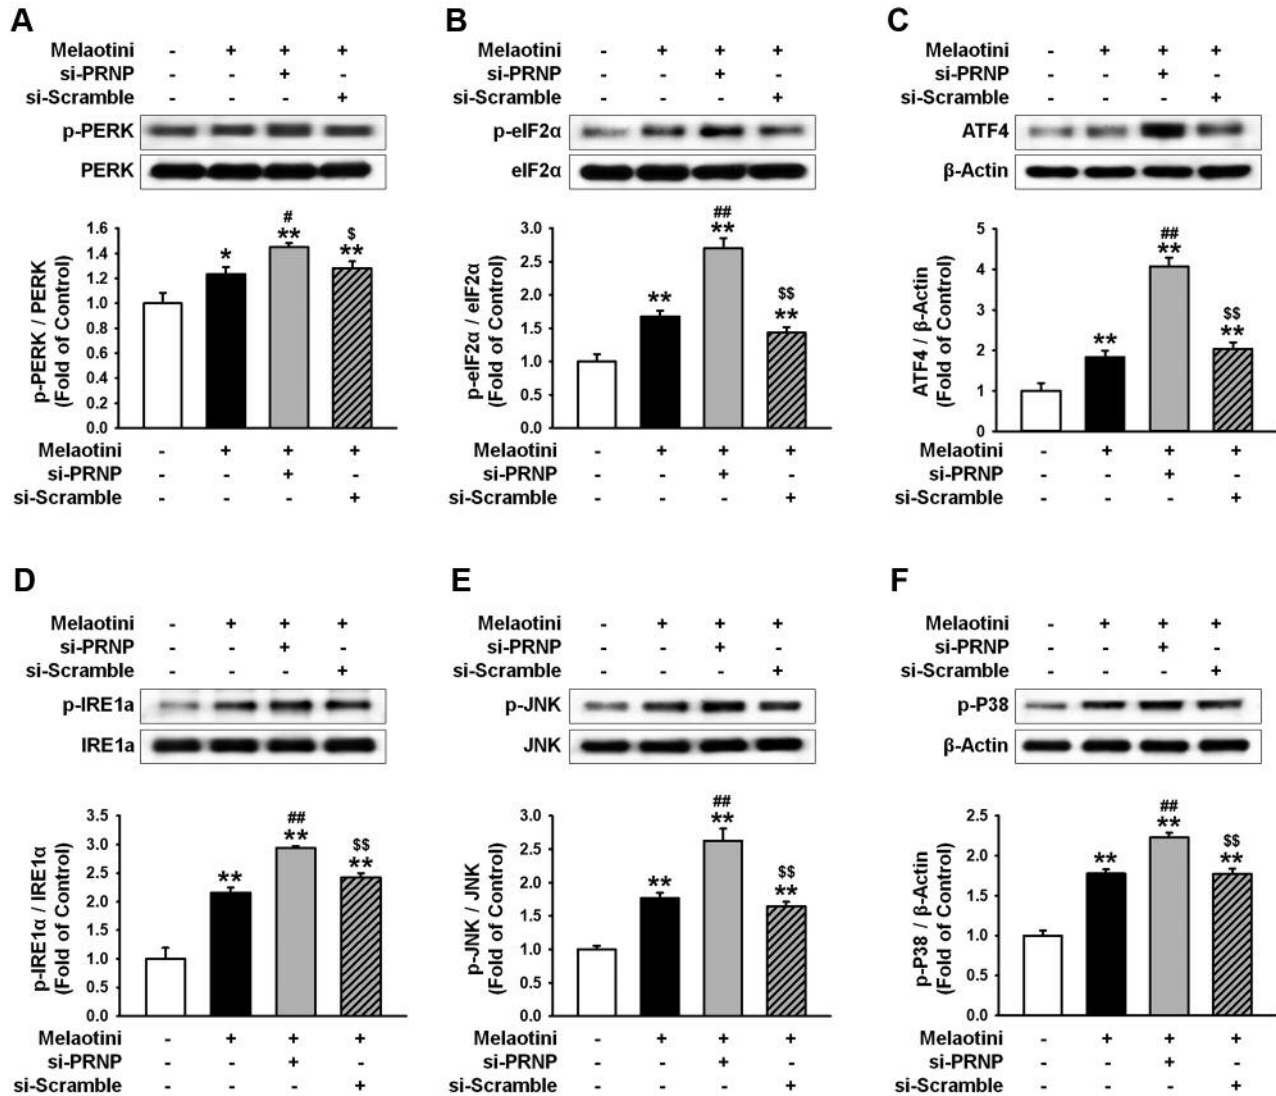 A
Melaotini - + + +
si-PRNP - - + -
si-Scramble - - - +
p-PERK
PERK
p-PERK / PERK
(Fold of Control)
1.6
1.4
1.2
1.0
0.8
0.6
0.4
0.2
0.0
*
#
**
$
**
Melaotini - + + +
si-PRNP - - + -
si-Scramble - - - +
B
Melaotini - + + +
si-PRNP - - + -
si-Scramble - - - +
p-eIF2α
eIF2α
p-eIF2α / eIF2α
(Fold of Control)
3.0
2.5
2.0
1.5
1.0
0.5
0.0
**
##
**
$$
**
Melaotini - + + +
si-PRNP - - + -
si-Scramble - - - +
C
Melaotini - + + +
si-PRNP - - + -
si-Scramble - - - +
ATF4
β-Actin
ATF4 / β-Actin
(Fold of Control)
5
4
3
2
1
0
**
##
**
$$
**
Melaotini - + + +
si-PRNP - - + -
si-Scramble - - - +
D
Melaotini - + + +
si-PRNP - - + -
si-Scramble - - - +
p-IRE1a
IRE1a
p-IRE1α / IRE1α
(Fold of Control)
3.5
3.0
2.5
2.0
1.5
1.0
0.5
0.0
**
##
**
$$
**
Melaotini - + + +
si-PRNP - - + -
si-Scramble - - - +
E
Melaotini - + + +
si-PRNP - - + -
si-Scramble - - - +
p-JNK
JNK
p-JNK / JNK
(Fold of Control)
3.0
2.5
2.0
1.5
1.0
0.5
0.0
**
##
**
$$
**
Melaotini - + + +
si-PRNP - - + -
si-Scramble - - - +
F
Melaotini - + + +
si-PRNP - - + -
si-Scramble - - - +
p-P38
β-Actin
p-P38 / β-Actin
(Fold of Control)
2.5
2.0
1.5
1.0
0.5
0.0
**
##
**
$$
**
Melaotini - + + +
si-PRNP - - + -
si-Scramble - - - +